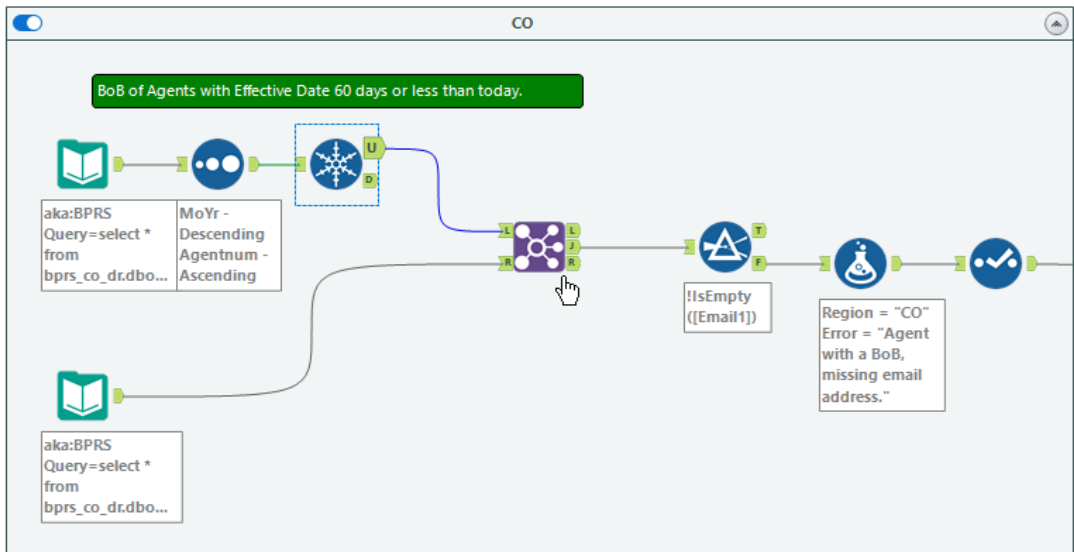 CO
BoB of Agents with Effective Date 60 days or less than today.
U
D
aka:BPRS
Query=select *
from
bprs_co_dr.dbo...
MoYr -
Descending
Agentnum -
Ascending
L
R
L
J
R
T
F
!IsEmpty
([Email1])
Region = "CO"
Error = "Agent
with a BoB,
missing email
address."
aka:BPRS
Query=select *
from
bprs_co_dr.dbo...